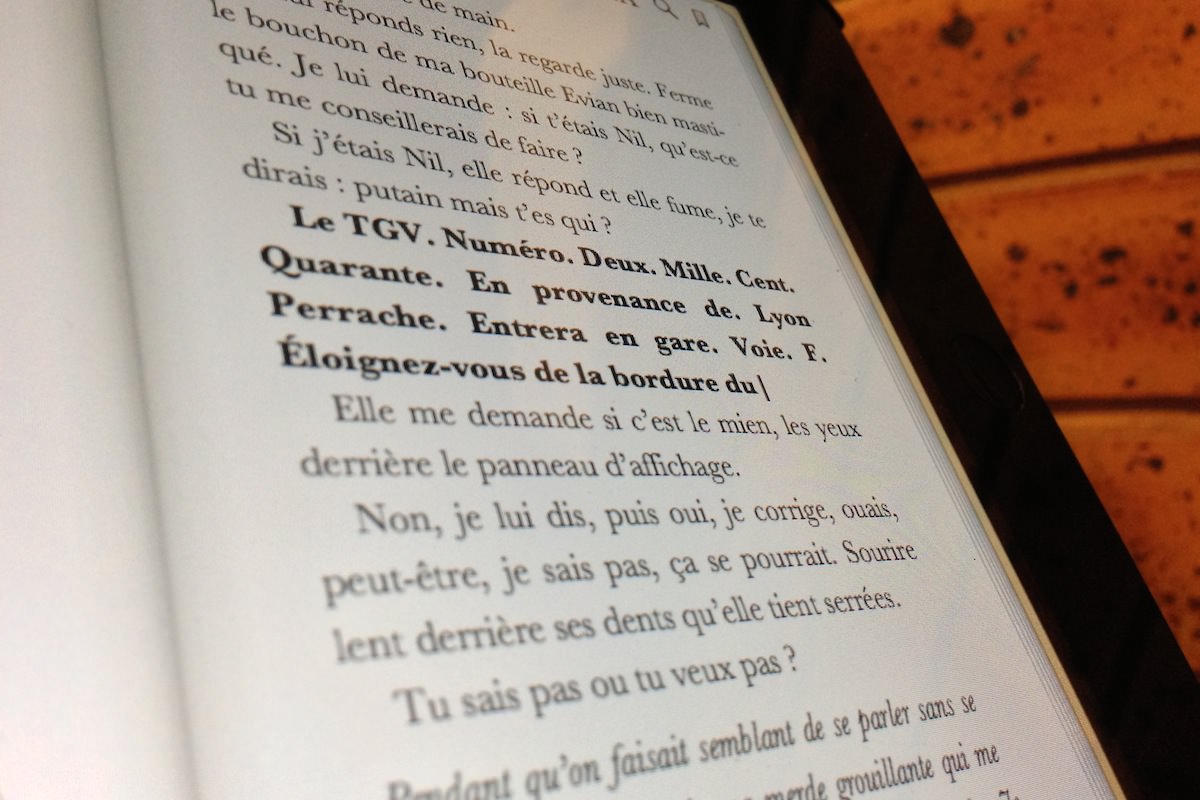 de main.
réponds rien, la regarde juste. Ferme
le bouchon de ma bouteille Evian bien masti-
qué. Je lui demande : si t'étais Nil, qu'est-ce
tu me conseillerais de faire ?
Si j'étais Nil, elle répond et elle fume, je te
dirais : putain mais t'es qui ?
Le TGV. Numéro. Deux. Mille. Cent.
Quarante. En provenance de. Lyon
Perrache. Entrera en gare. Voie. F.
Éloignez-vous de la bordure du|
Elle me demande si c'est le mien, les yeux
derrière le panneau d'affichage.
Non, je lui dis, puis oui, je corrige, ouais,
peut-être, je sais pas, ça se pourrait. Sourire
lent derrière ses dents qu'elle tient serrées.
Tu sais pas ou tu veux pas ?
Pendant qu'on faisait semblant de se parler sans se
merde grouillante qui me